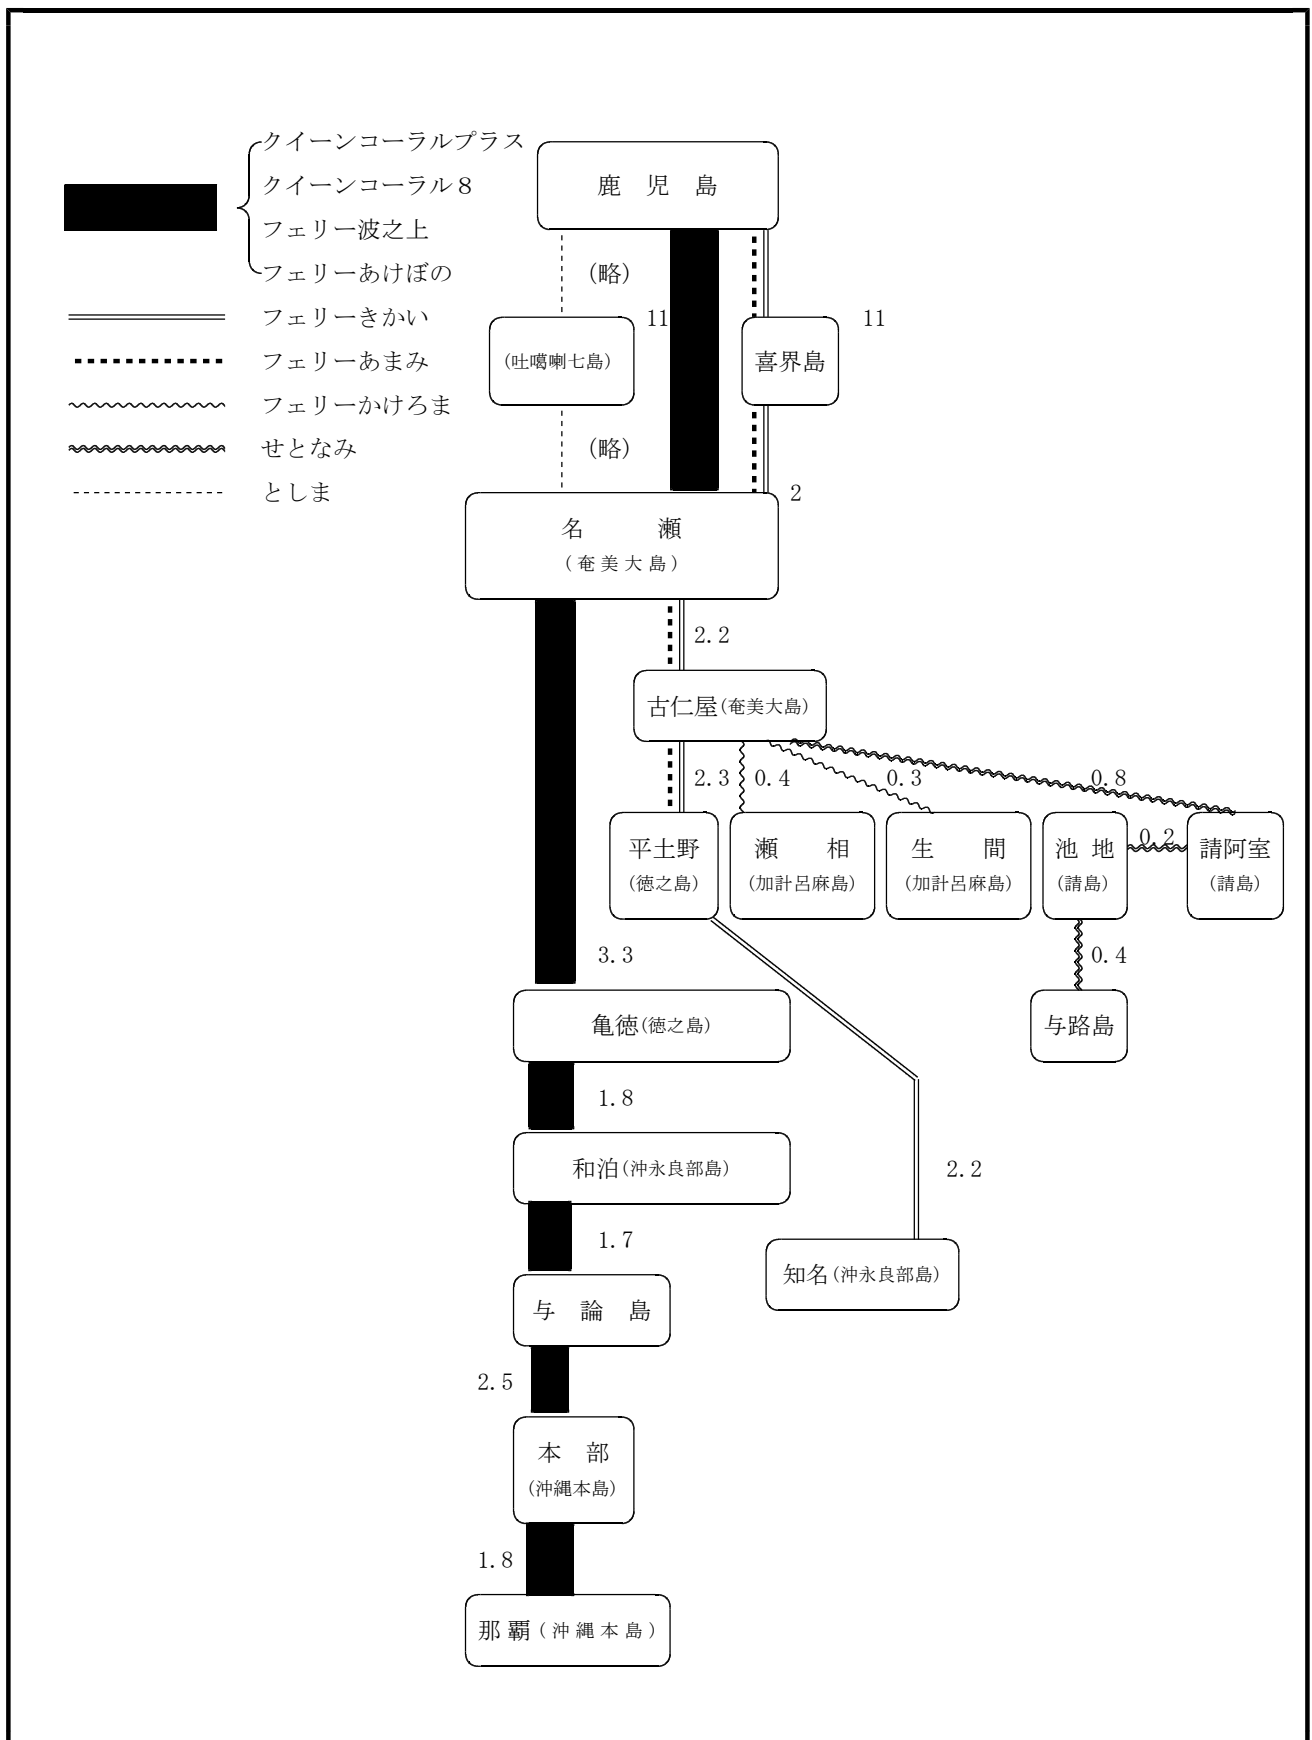 クイーンコーラルプラス
クイーンコーラル８
フェリー波之上
フェリーあけぼの
フェリーきかい
フェリーあまみ
フェリーかけろま
せとなみ
としま
鹿児島
(略)
11
11
(吐噶喇七島)
喜界島
(略)
2
名瀬
(奄美大島)
2.2
古仁屋(奄美大島)
2.3
0.4
0.3
0.8
平土野
(徳之島)
瀬相
(加計呂麻島)
生間
(加計呂麻島)
池地
(請島)
0.2
請阿室
(請島)
3.3
0.4
亀徳(徳之島)
与路島
1.8
和泊(沖永良部島)
2.2
1.7
知名(沖永良部島)
与論島
2.5
本部
(沖縄本島)
1.8
那覇(沖縄本島)